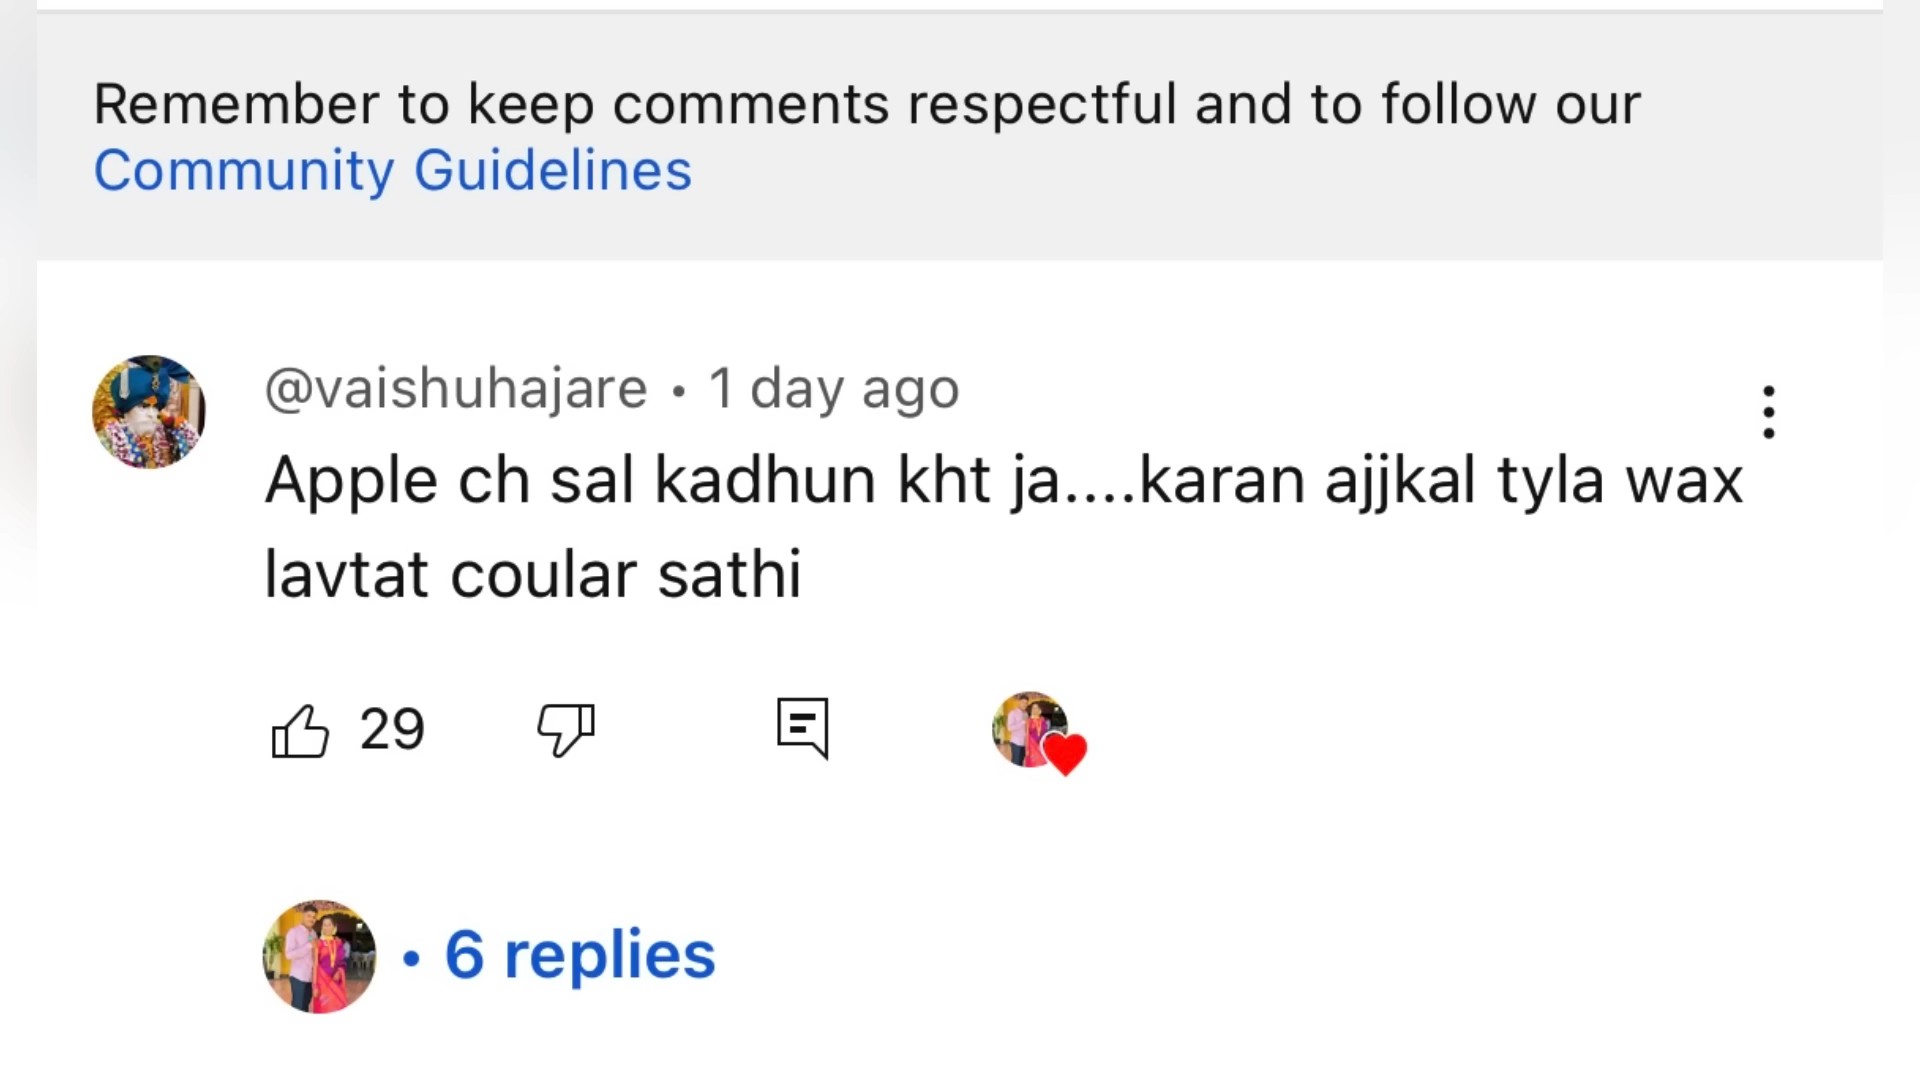 Remember to keep comments respectful and to follow our
Community Guidelines
@vaishuhajare • 1 day ago
Apple ch sal kadhun kht ja....karan ajjkal tyla wax
lavtat coular sathi
29
• 6 replies